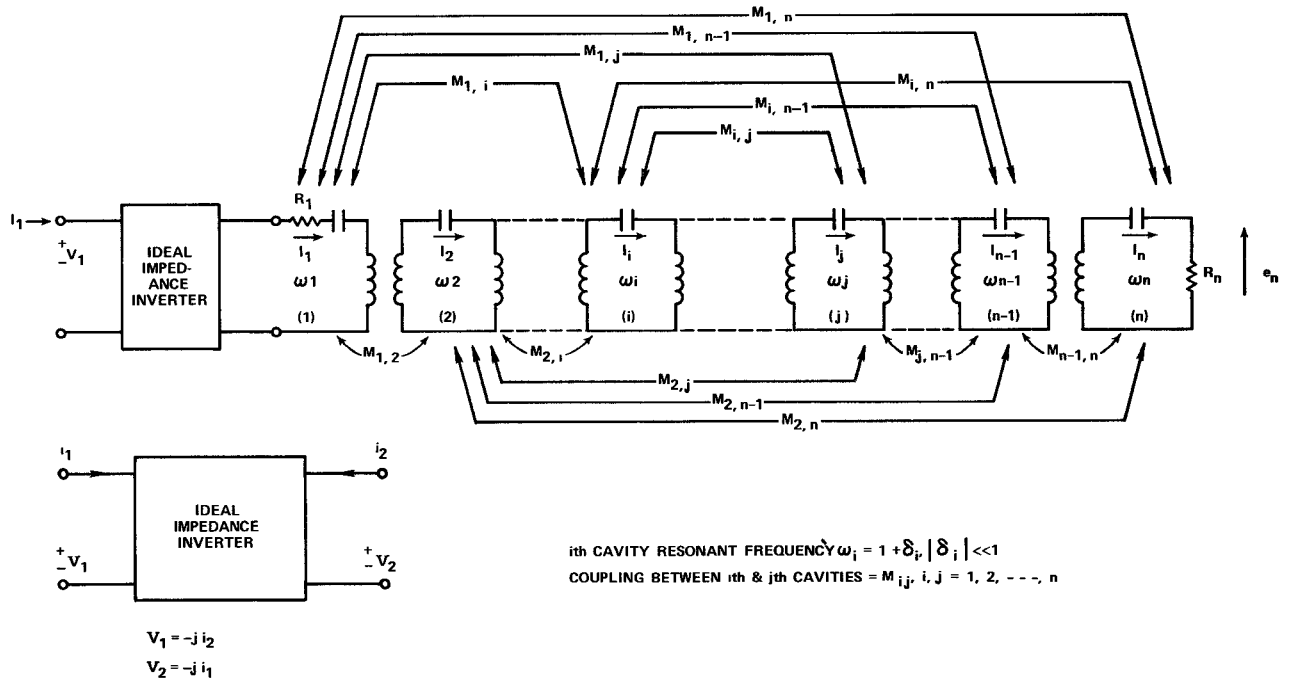 M1, n
M1, n–1
M1, j
M1, i
Mi, n
Mi, n–1
Mi, j
R1
I1
+ – V1
IDEAL
IMPED-
ANCE
INVERTER
I1
ω1
(1)
I2
ω2
(2)
Ii
ωi
(i)
Ij
ωj
(j)
In–1
ωn–1
(n–1)
In
ωn
(n)
Rn
en
M1, 2
M2, i
Mj, n–1
Mn–1, n
M2, j
M2, n–1
M2, n
i1
i2
IDEAL
IMPEDANCE
INVERTER
+ – V1
+ – V2
ith CAVITY RESONANT FREQUENCY ωi = 1 + δi, |δi| <<1
COUPLING BETWEEN ith & jth CAVITIES = Mij, i, j = 1, 2, - - -, n
V1 = –j i2
V2 = –j i1